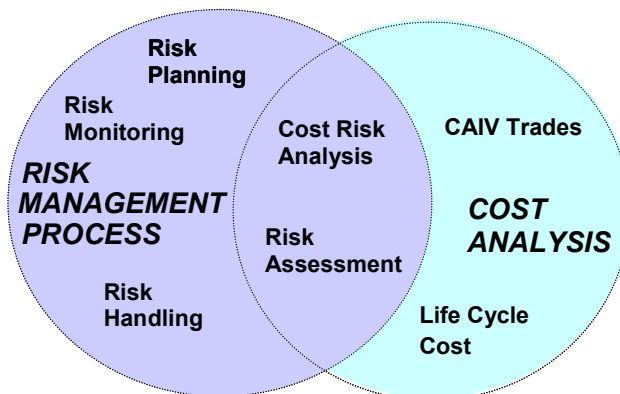 Risk
Planning
Risk
Monitoring
RISK
MANAGEMENT
PROCESS
Risk
Handling
Cost Risk
Analysis
Risk
Assessment
CAIV Trades
COST
ANALYSIS
Life Cycle
Cost